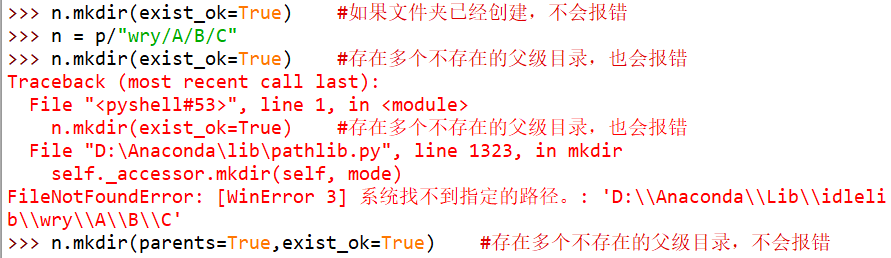 >>> n.mkdir(exist_ok=True)    #如果文件夹已经创建，不会报错
>>> n = p/"wry/A/B/C"
>>> n.mkdir(exist_ok=True)    #存在多个不存在的父级目录，也会报错
Traceback (most recent call last):
  File "<pyshell#53>", line 1, in <module>
    n.mkdir(exist_ok=True)    #存在多个不存在的父级目录，也会报错
  File "D:\Anaconda\lib\pathlib.py", line 1323, in mkdir
    self._accessor.mkdir(self, mode)
FileNotFoundError: [WinError 3] 系统找不到指定的路径。: 'D:\\Anaconda\\Lib\\idleli
b\\wry\\A\\B\\C'
>>> n.mkdir(parents=True,exist_ok=True)    #存在多个不存在的父级目录，不会报错